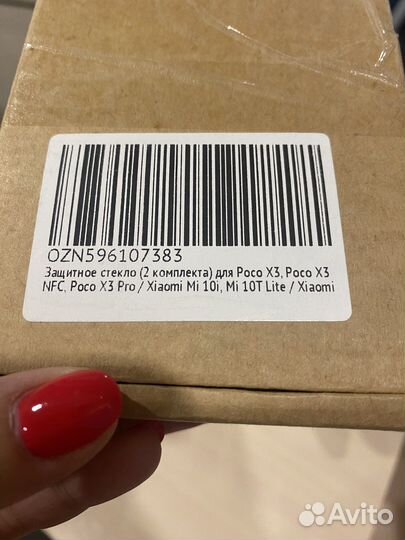 OZN596107383
Защитное стекло (2 комплекта) для Poco X3, Poco X3
NFC, Poco X3 Pro / Xiaomi Mi 10i, Mi 10T Lite / Xiaomi
Avito